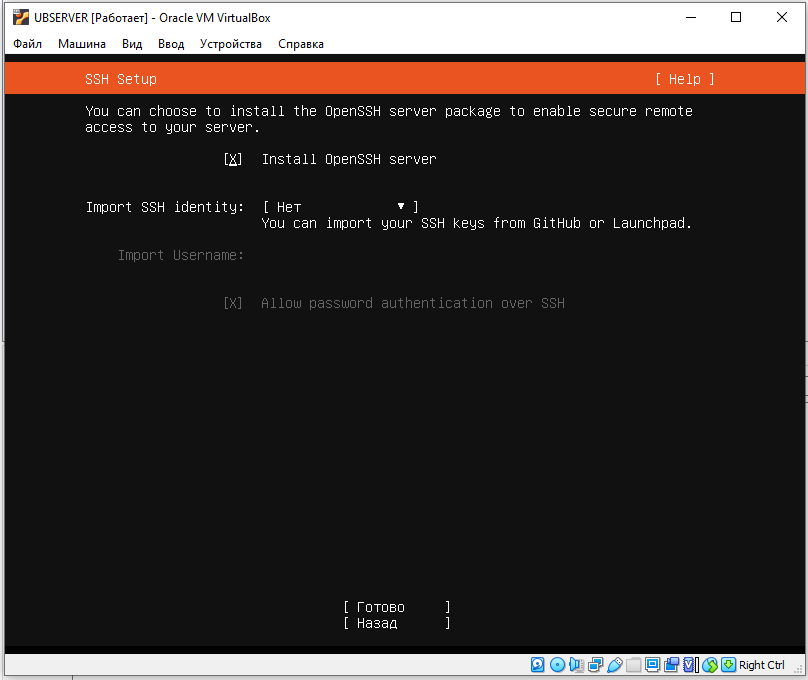 UBSERVER [Работает] - Oracle VM VirtualBox
Файл Машина Вид Ввод Устройства Справка
SSH Setup [ Help ]
You can choose to install the OpenSSH server package to enable secure remote
access to your server.
[X] Install OpenSSH server
Import SSH identity: [ Нет ▼ ]
You can import your SSH keys from GitHub or Launchpad.
Import Username:
[X] Allow password authentication over SSH
[ Готово ]
[ Назад ]
Right Ctrl